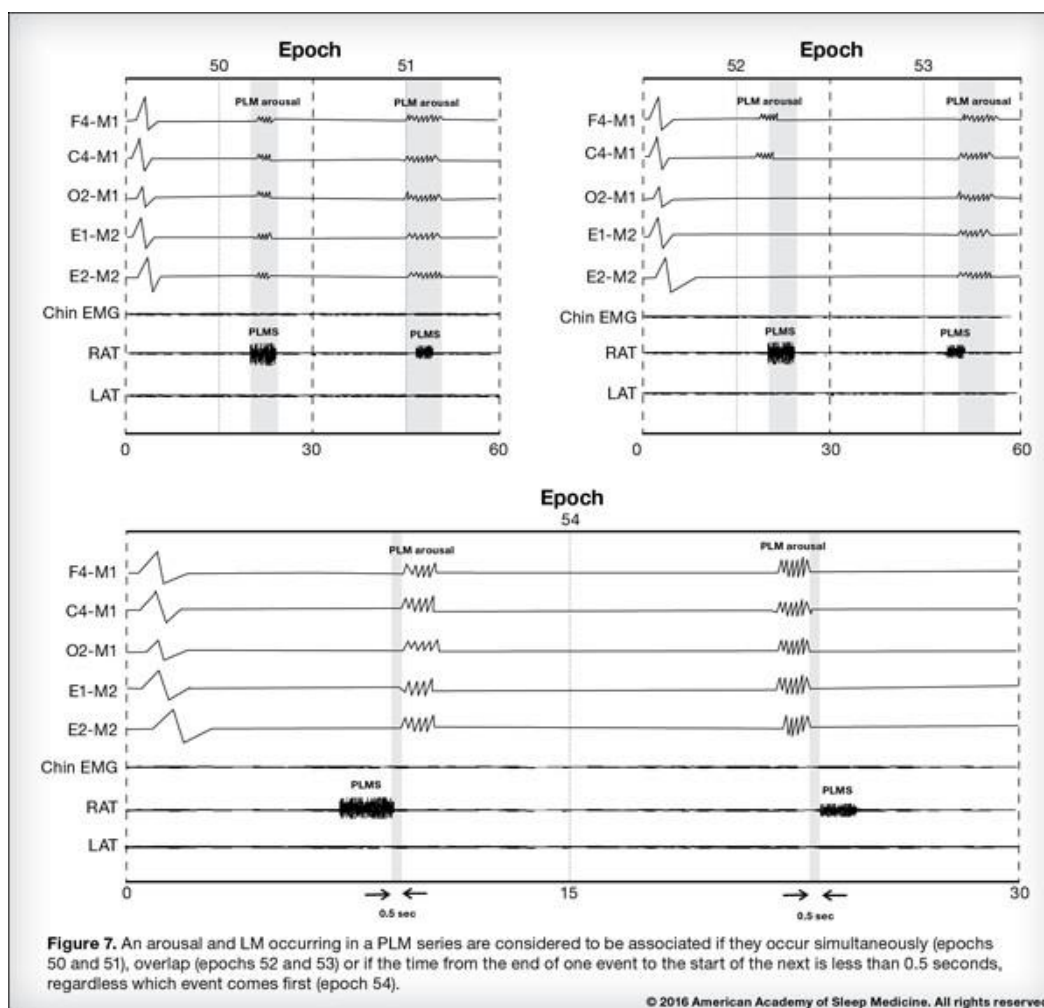 Epoch
50 51
PLM arousal PLM arousal
F4-M1
C4-M1
O2-M1
E1-M2
E2-M2
Chin EMG
PLMS PLMS
RAT
LAT
0 30 60
Epoch
52 53
PLM arousal PLM arousal
F4-M1
C4-M1
O2-M1
E1-M2
E2-M2
Chin EMG
PLMS PLMS
RAT
LAT
0 30 60
Epoch
54
PLM arousal PLM arousal
F4-M1
C4-M1
O2-M1
E1-M2
E2-M2
Chin EMG
PLMS PLMS
RAT
LAT
0 15 30
0.5 sec 0.5 sec
Figure 7. An arousal and LM occurring in a PLM series are considered to be associated if they occur simultaneously (epochs
50 and 51), overlap (epochs 52 and 53) or if the time from the end of one event to the start of the next is less than 0.5 seconds,
regardless which event comes first (epoch 54).
© 2016 American Academy of Sleep Medicine. All rights reserved